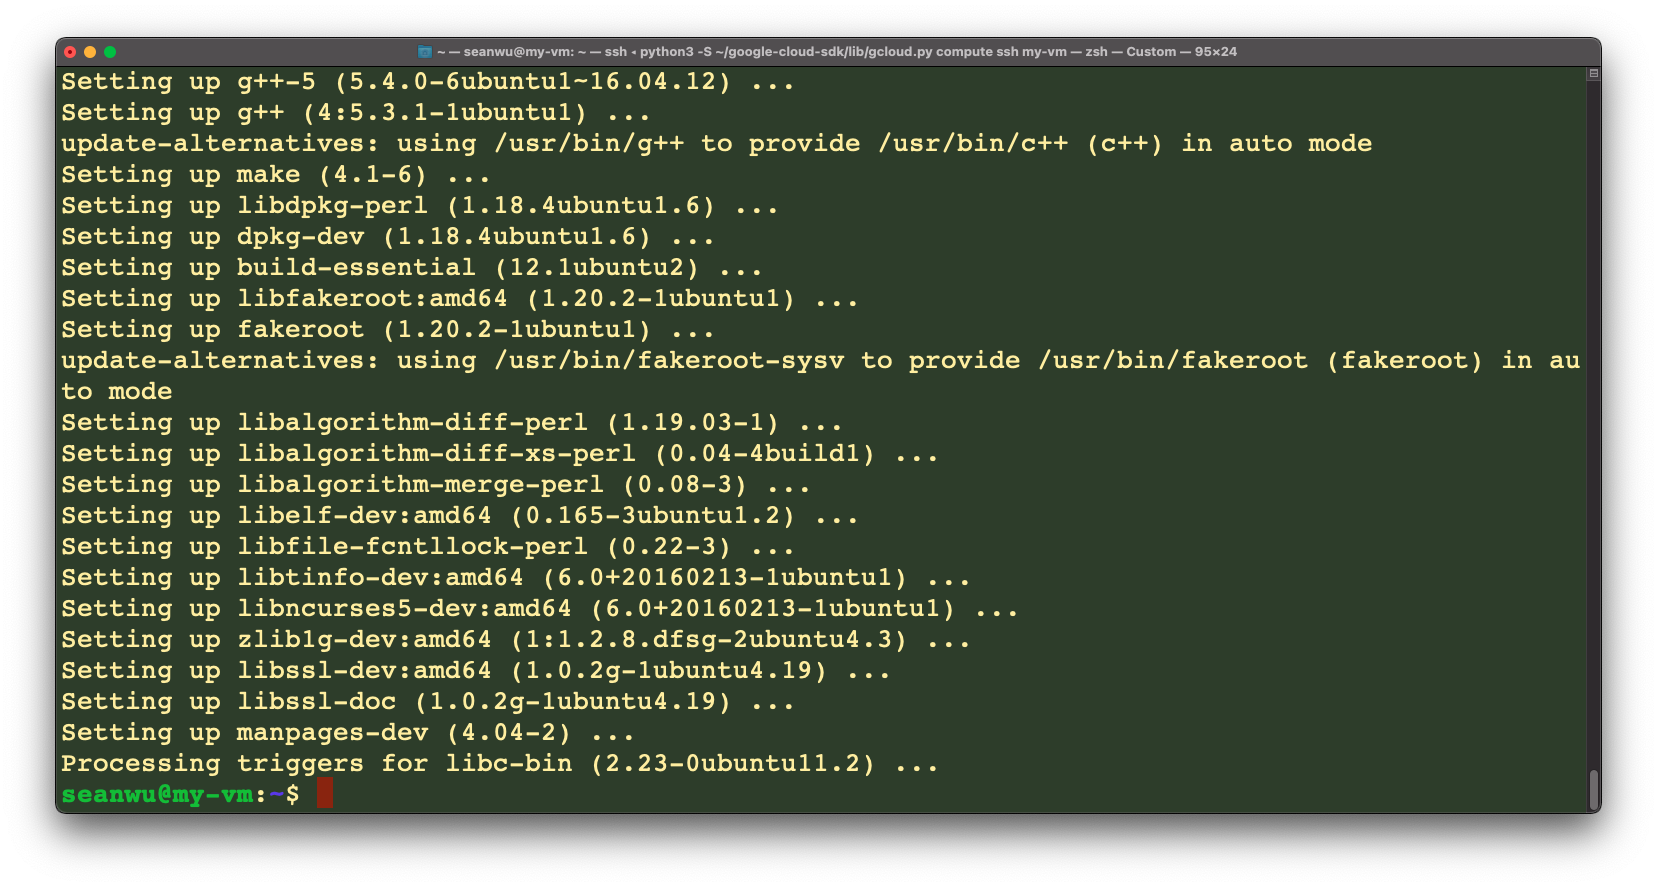 ~ — seanwu@my-vm: ~ — ssh ◂ python3 -S ~/google-cloud-sdk/lib/gcloud.py compute ssh my-vm — zsh — Custom — 95×24
Setting up g++-5 (5.4.0-6ubuntu1~16.04.12) ...
Setting up g++ (4:5.3.1-1ubuntu1) ...
update-alternatives: using /usr/bin/g++ to provide /usr/bin/c++ (c++) in auto mode
Setting up make (4.1-6) ...
Setting up libdpkg-perl (1.18.4ubuntu1.6) ...
Setting up dpkg-dev (1.18.4ubuntu1.6) ...
Setting up build-essential (12.1ubuntu2) ...
Setting up libfakeroot:amd64 (1.20.2-1ubuntu1) ...
Setting up fakeroot (1.20.2-1ubuntu1) ...
update-alternatives: using /usr/bin/fakeroot-sysv to provide /usr/bin/fakeroot (fakeroot) in au
to mode
Setting up libalgorithm-diff-perl (1.19.03-1) ...
Setting up libalgorithm-diff-xs-perl (0.04-4build1) ...
Setting up libalgorithm-merge-perl (0.08-3) ...
Setting up libelf-dev:amd64 (0.165-3ubuntu1.2) ...
Setting up libfile-fcntllock-perl (0.22-3) ...
Setting up libtinfo-dev:amd64 (6.0+20160213-1ubuntu1) ...
Setting up libncurses5-dev:amd64 (6.0+20160213-1ubuntu1) ...
Setting up zlib1g-dev:amd64 (1:1.2.8.dfsg-2ubuntu4.3) ...
Setting up libssl-dev:amd64 (1.0.2g-1ubuntu4.19) ...
Setting up libssl-doc (1.0.2g-1ubuntu4.19) ...
Setting up manpages-dev (4.04-2) ...
Processing triggers for libc-bin (2.23-0ubuntu11.2) ...
seanwu@my-vm:~$